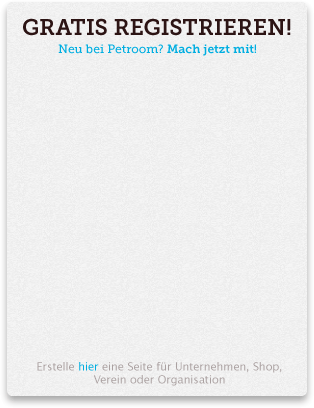 GRATIS REGISTRIEREN!
Neu bei Petroom? Mach jetzt mit!
Erstelle hier eine Seite für Unternehmen, Shop,
Verein oder Organisation